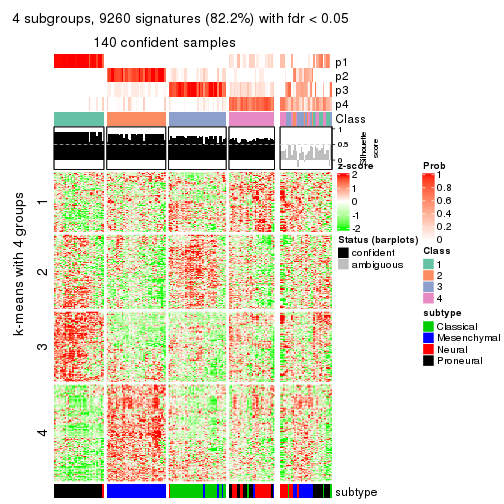 4 subgroups, 9260 signatures (82.2%) with fdr < 0.05
140 confident samples
p1
p2
p3
p4
Class
1
0.5
0
Silhouette
score
k-means with 4 groups
1
2
3
4
subtype
z-score
2
1
0
-1
-2
Status (barplots)
confident
ambiguous
Prob
1
0.8
0.6
0.4
0.2
0
Class
1
2
3
4
subtype
Classical
Mesenchymal
Neural
Proneural